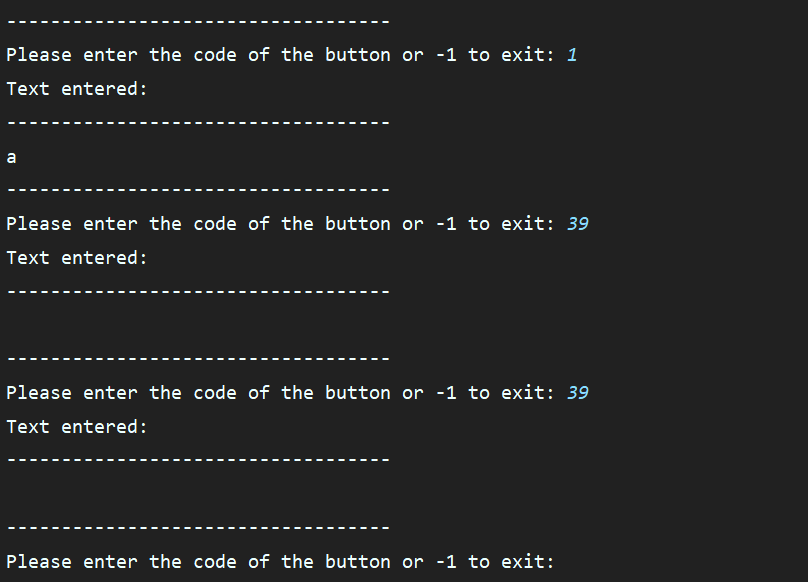 -----------------------------------
Please enter the code of the button or -1 to exit: 1
Text entered:
-----------------------------------
a
-----------------------------------
Please enter the code of the button or -1 to exit: 39
Text entered:
-----------------------------------

-----------------------------------
Please enter the code of the button or -1 to exit: 39
Text entered:
-----------------------------------

-----------------------------------
Please enter the code of the button or -1 to exit: